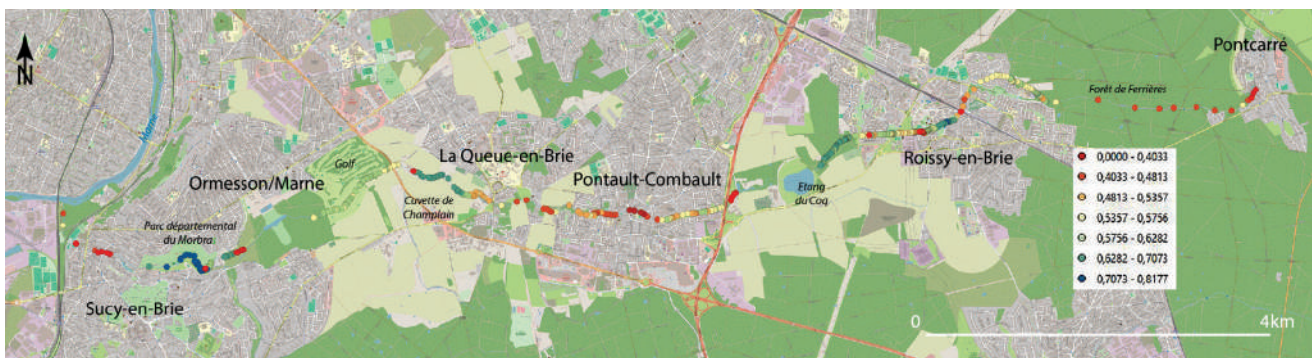 N
Pontcarré
Marne
Forêt de Ferrières
Golf
La Queue-en-Brie
Roissy-en-Brie
Ormesson/Marne
Pontault-Combault
Etang
du Coq
Cuvette de
Champlain
Parc départemental
du Morbra
Sucy-en-Brie
0,0000 - 0,4033
0,4033 - 0,4813
0,4813 - 0,5357
0,5357 - 0,5756
0,5756 - 0,6282
0,6282 - 0,7073
0,7073 - 0,8177
0
4km